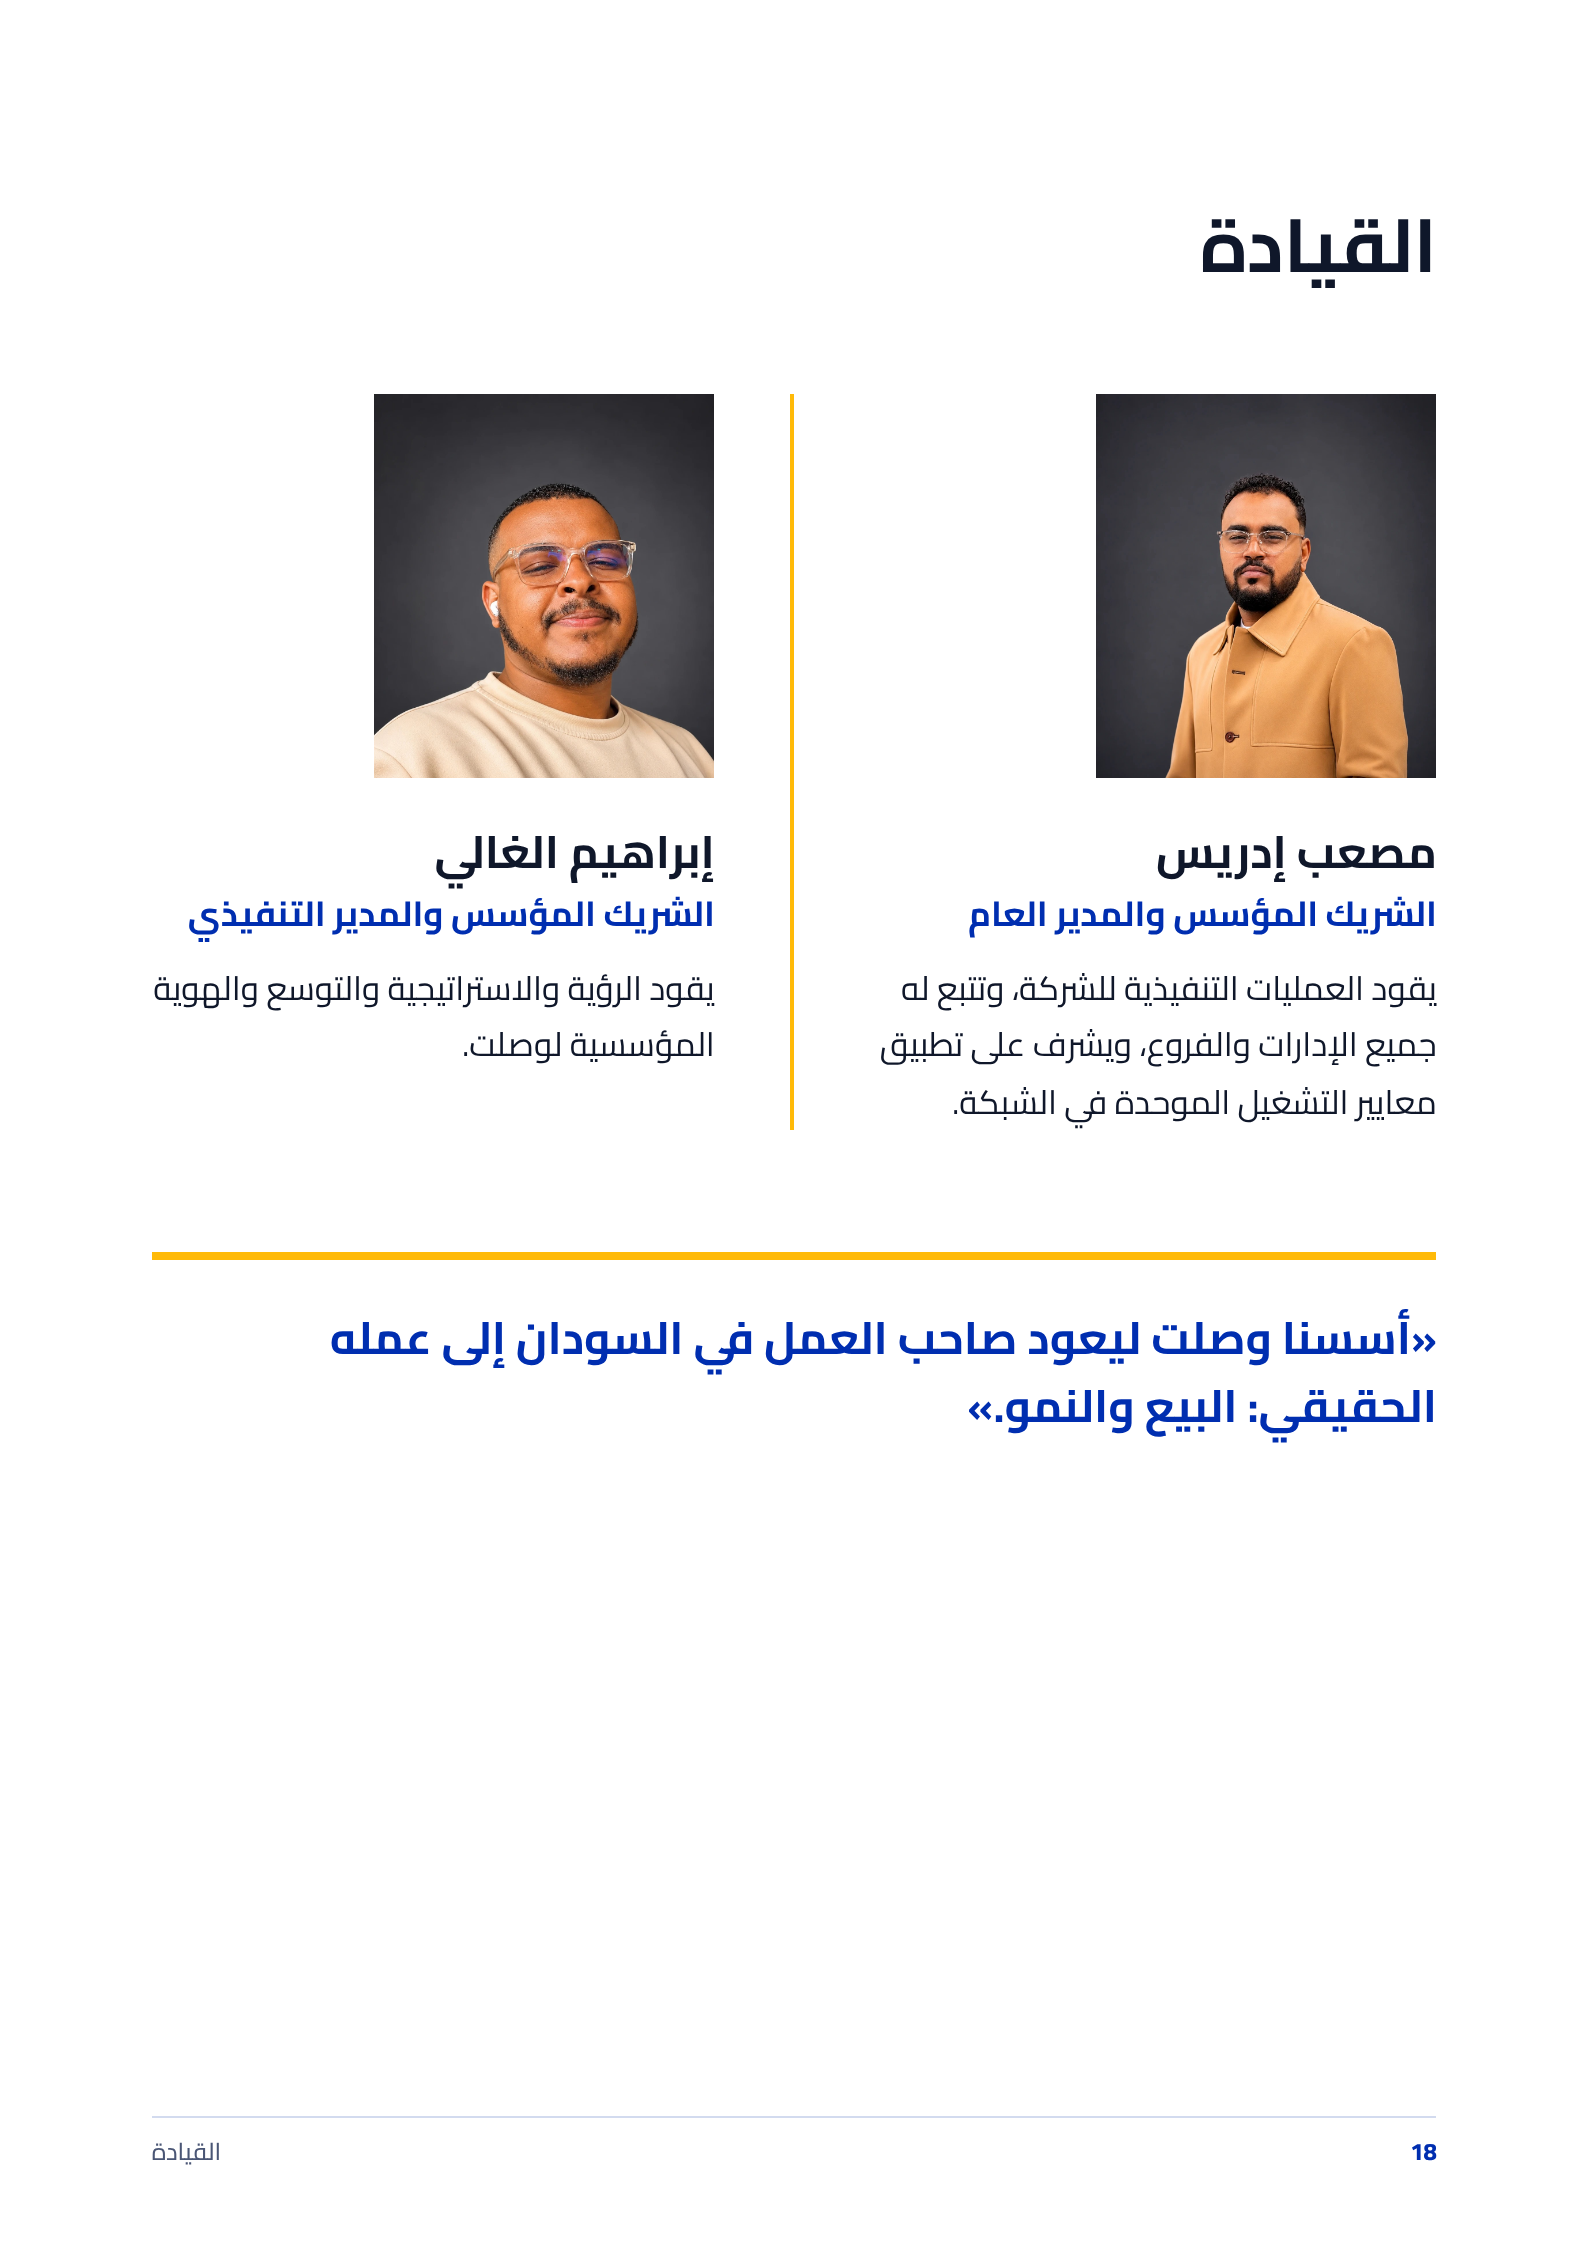 القيادة
مصعب إدريس
الشريك المؤسس والمدير العام
يقود العمليات التنفيذية للشركة، وتتبع له
جميع الإدارات والفروع، ويشرف على تطبيق
معايير التشغيل الموحدة في الشبكة.
إبراهيم الغالي
الشريك المؤسس والمدير التنفيذي
يقود الرؤية والاستراتيجية والتوسع والهوية
المؤسسية لوصلت.
«أسسنا وصلت ليعود صاحب العمل في السودان إلى عمله
الحقيقي: البيع والنمو.»
18
القيادة